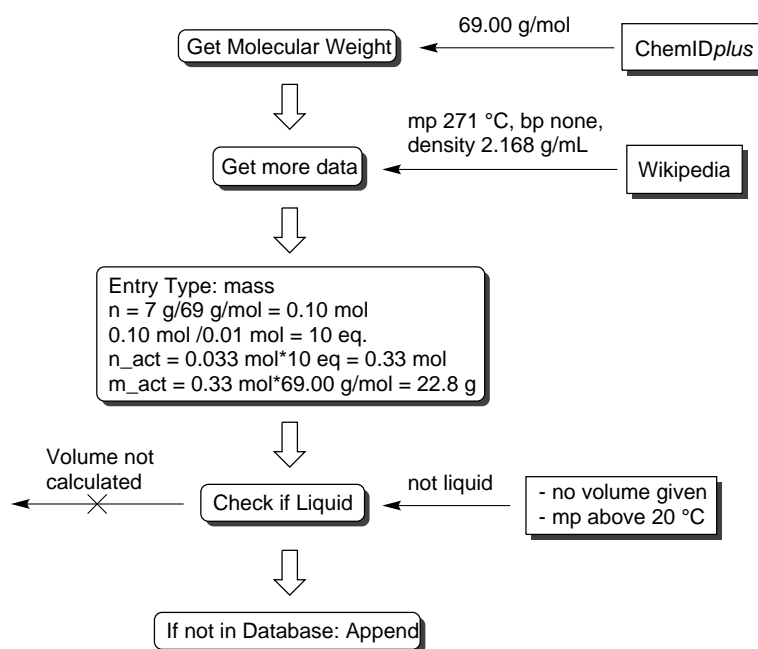 69.00 g/mol
Get Molecular Weight
ChemIDplus
mp 271 °C, bp none,
density 2.168 g/mL
Get more data
Wikipedia
Entry Type: mass
n = 7 g/69 g/mol = 0.10 mol
0.10 mol /0.01 mol = 10 eq.
n_act = 0.033 mol*10 eq = 0.33 mol
m_act = 0.33 mol*69.00 g/mol = 22.8 g
Volume not
calculated
Check if Liquid
not liquid
- no volume given
- mp above 20 °C
If not in Database: Append